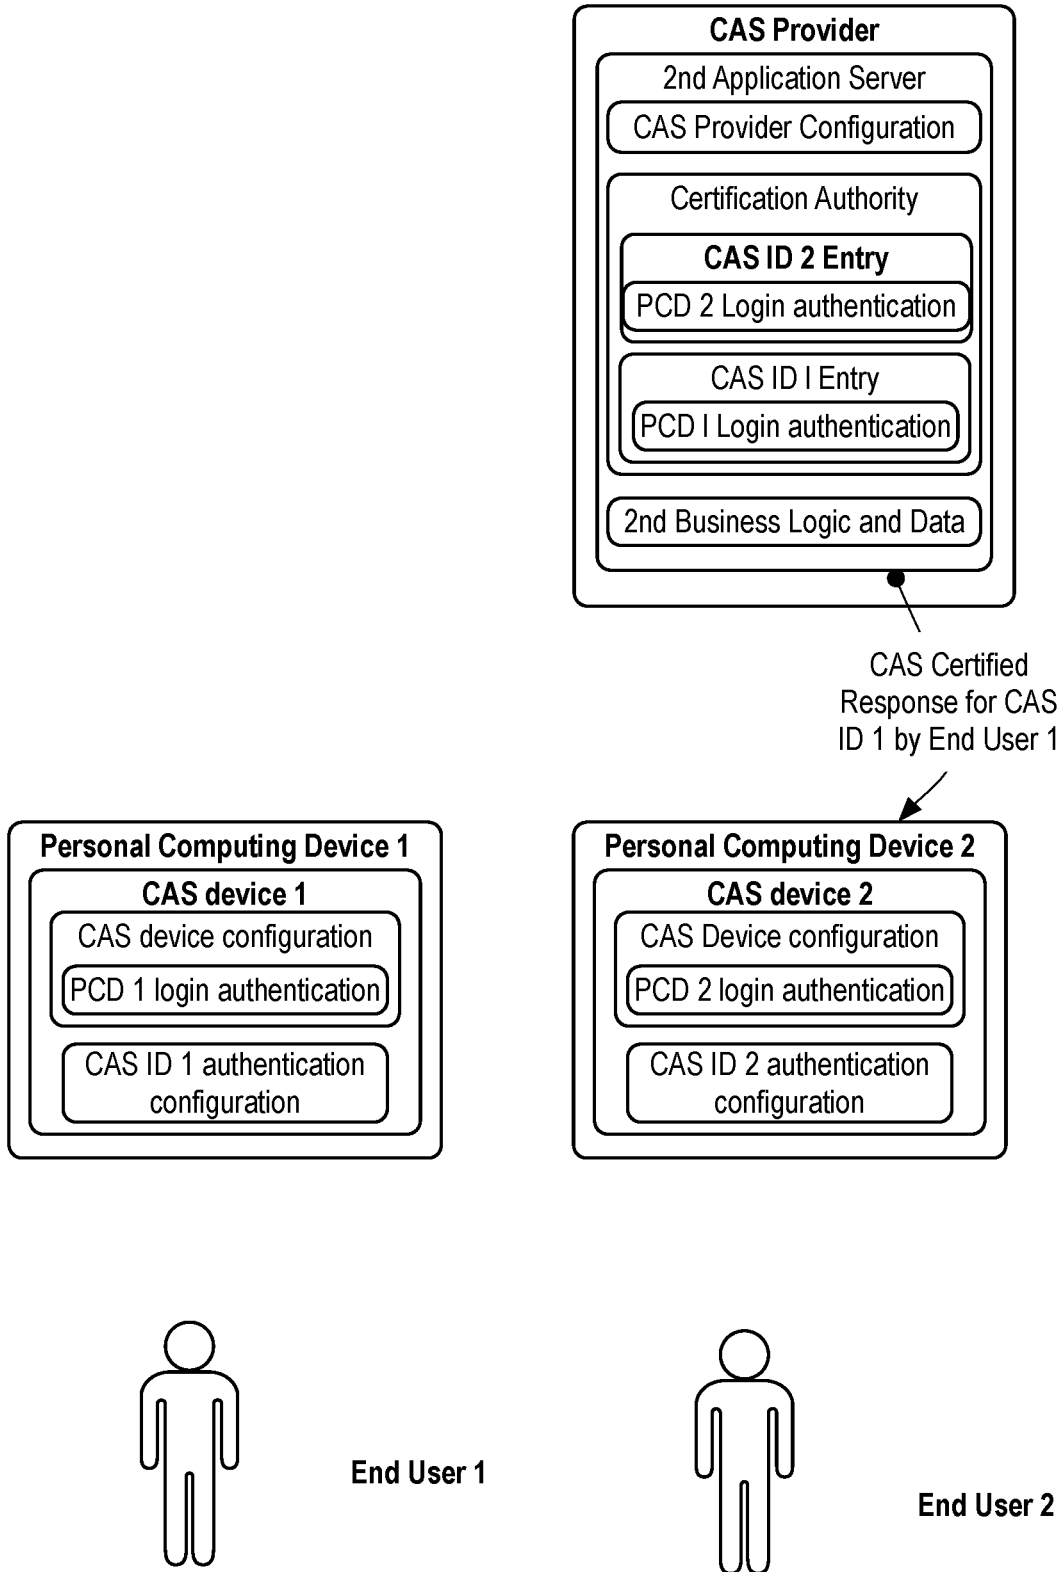 CAS Provider
2nd Application Server
CAS Provider Configuration
Certification Authority
CAS ID 2 Entry
PCD 2 Login authentication
CAS ID I Entry
PCD I Login authentication
2nd Business Logic and Data
CAS Certified
Response for CAS
ID 1 by End User 1
Personal Computing Device 1
CAS device 1
CAS device configuration
PCD 1 login authentication
CAS ID 1 authentication
configuration
Personal Computing Device 2
CAS device 2
CAS Device configuration
PCD 2 login authentication
CAS ID 2 authentication
configuration
End User 1
End User 2